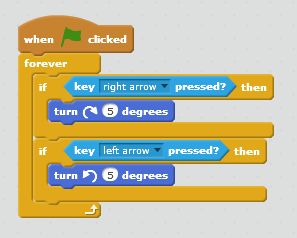 when clicked
forever
if key right arrow pressed? then
turn 5 degrees
if key left arrow pressed? then
turn 5 degrees